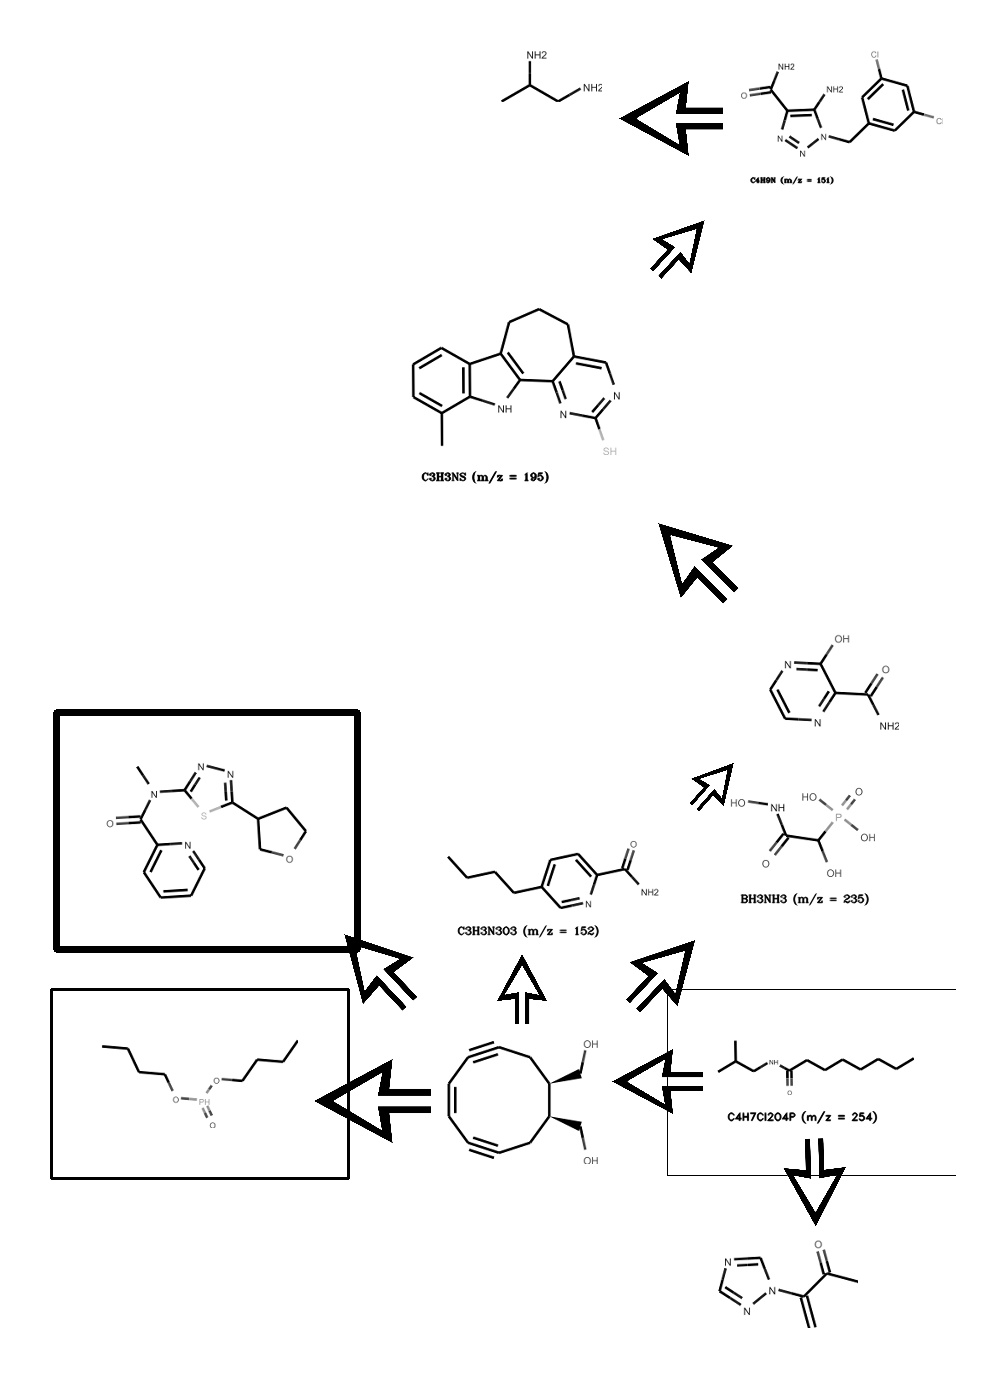 NH2
NH2
Cl
NH2
O
NH2
N
N
N
Cl
C4H9N (m/z = 151)
NH
N
N
SH
C3H3NS (m/z = 195)
OH
N
O
N
NH2
N
N
N
O
S
N
O
HO
NH
HO
O
P
OH
O
OH
BH3NH3 (m/z = 235)
O
NH2
N
C3H3N3O3 (m/z = 152)
O
O
PH
O
OH
OH
NH
O
C4H7Cl2O4P (m/z = 254)
O
N
N
N